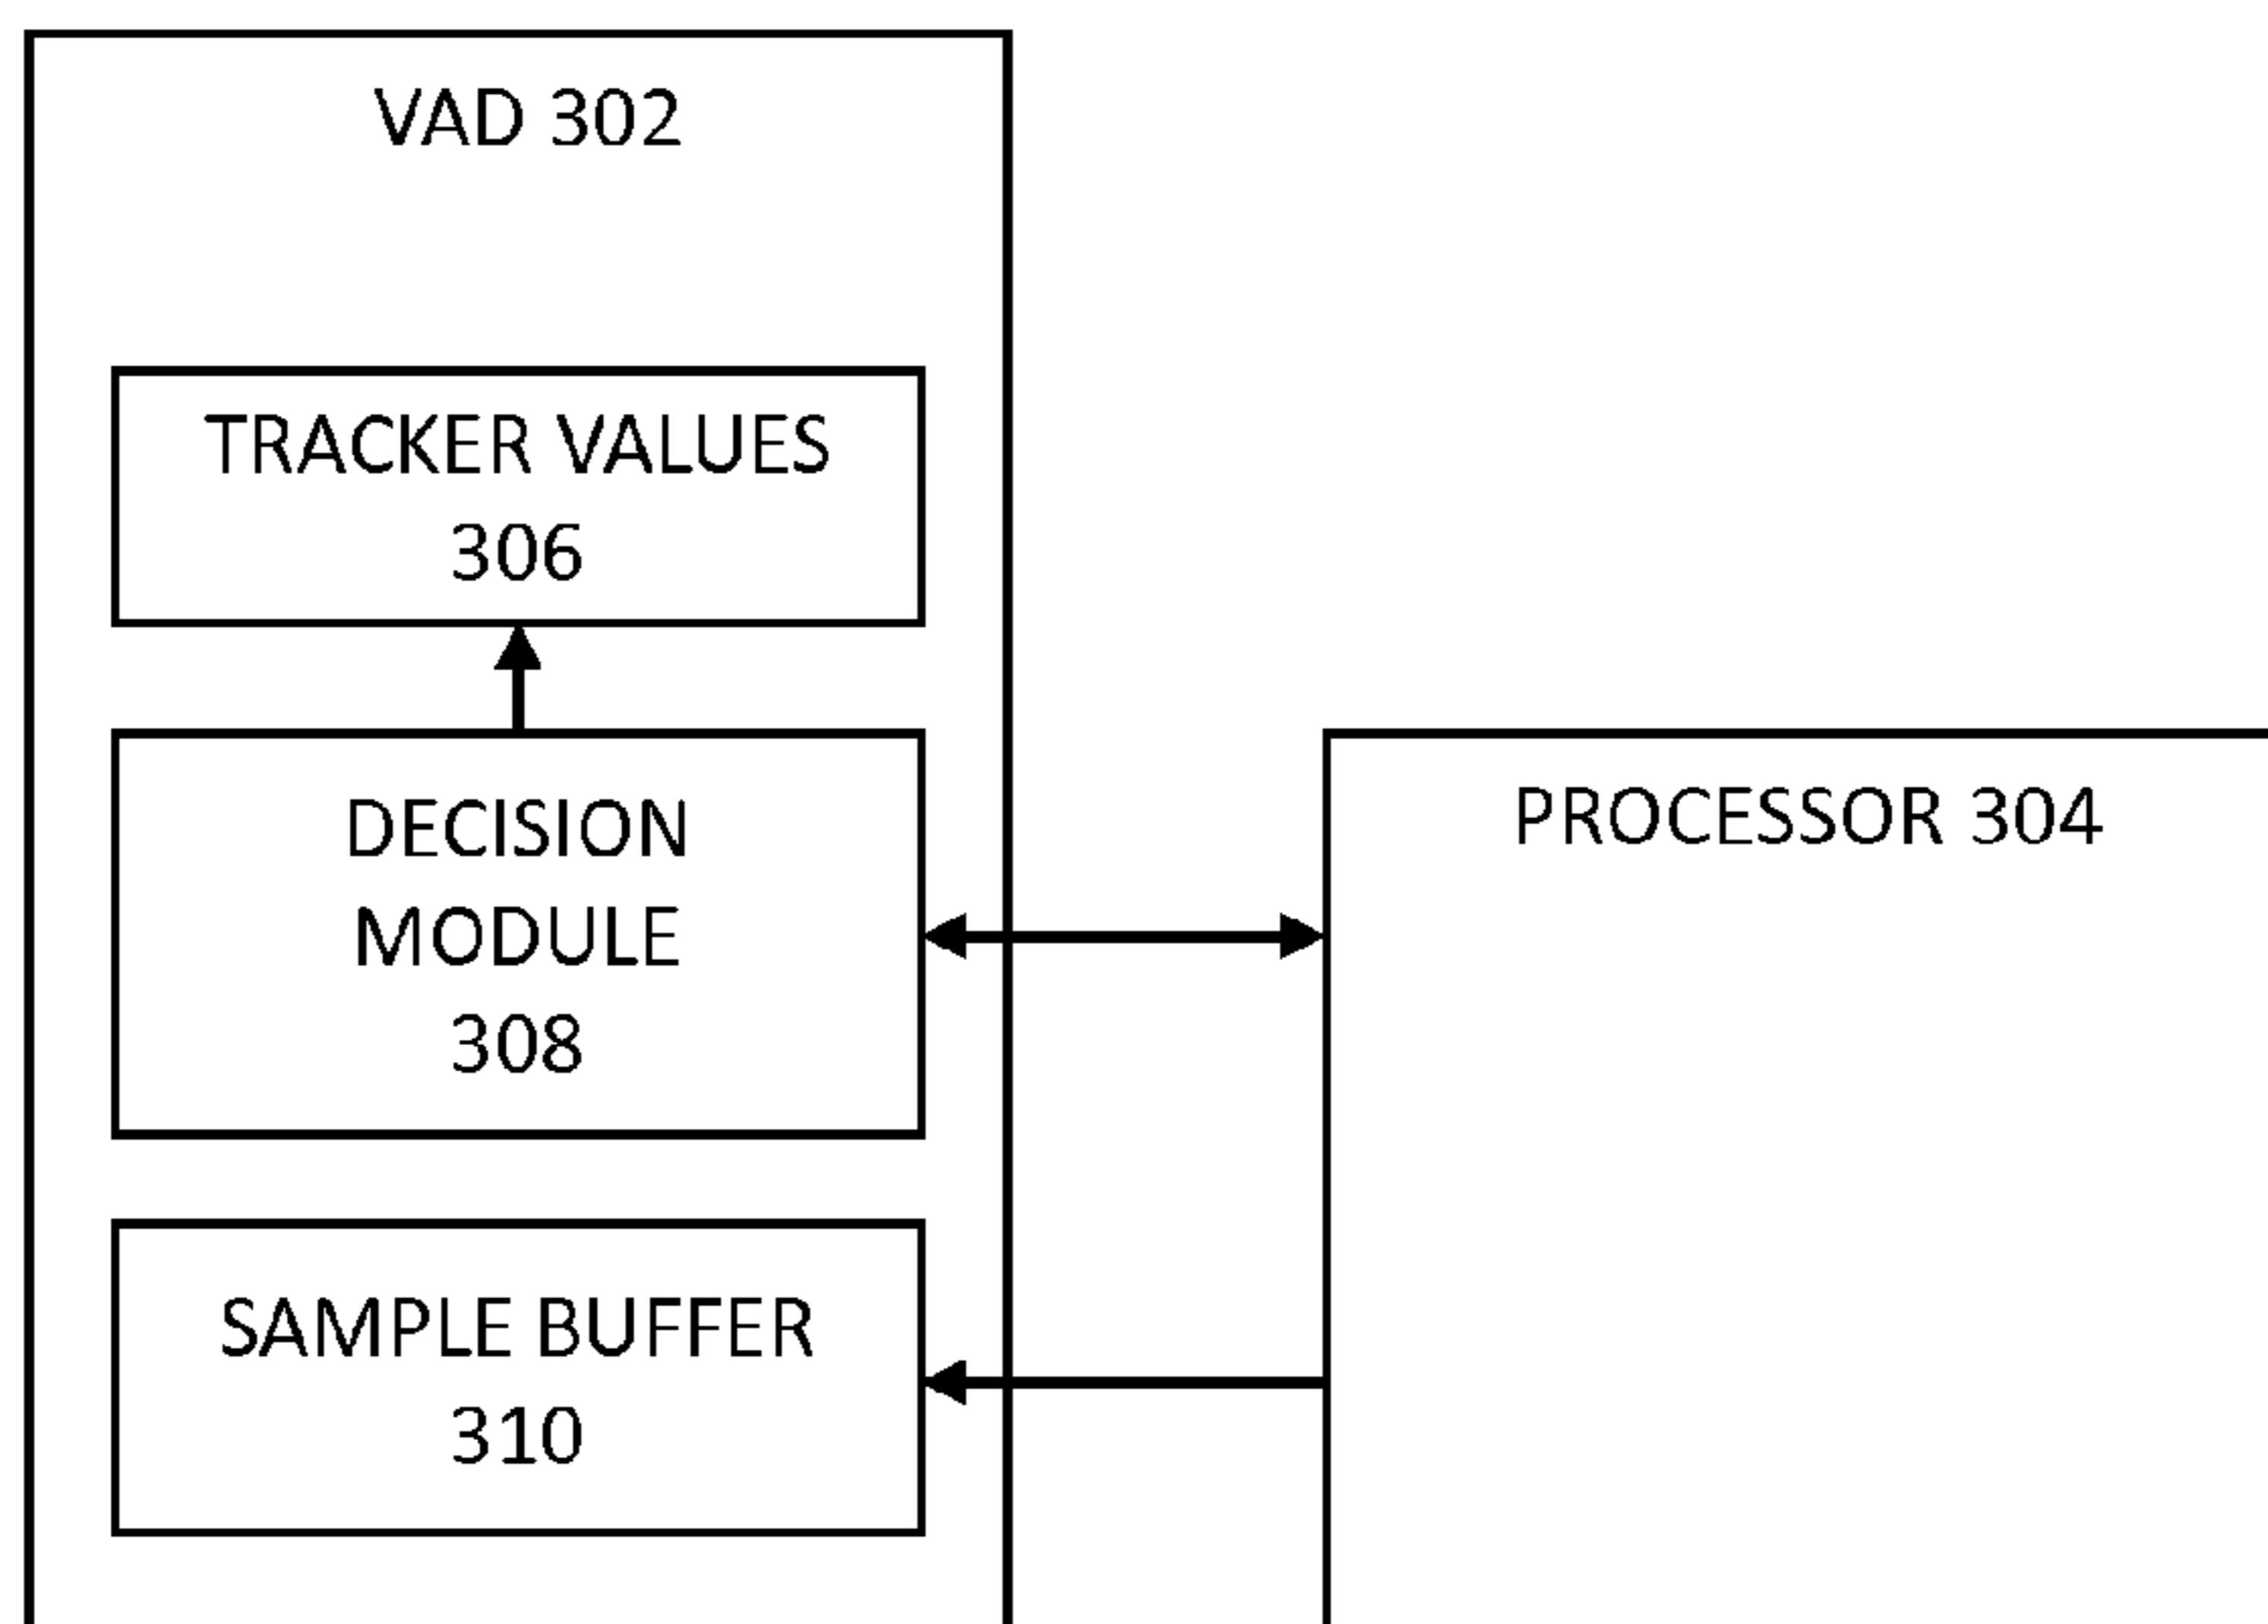 VAD 302
TRACKER VALUES
306
DECISION
MODULE
308
PROCESSOR 304
SAMPLE BUFFER
310